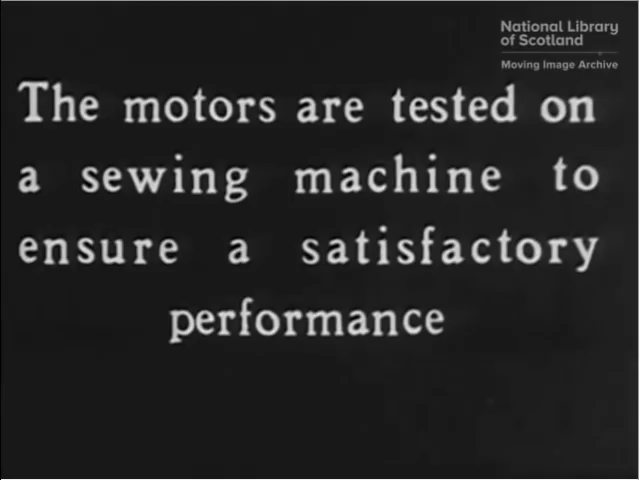 National Library
of Scotland
Moving Image Archive
The motors are tested on
a sewing machine to
ensure a satisfactory
performance